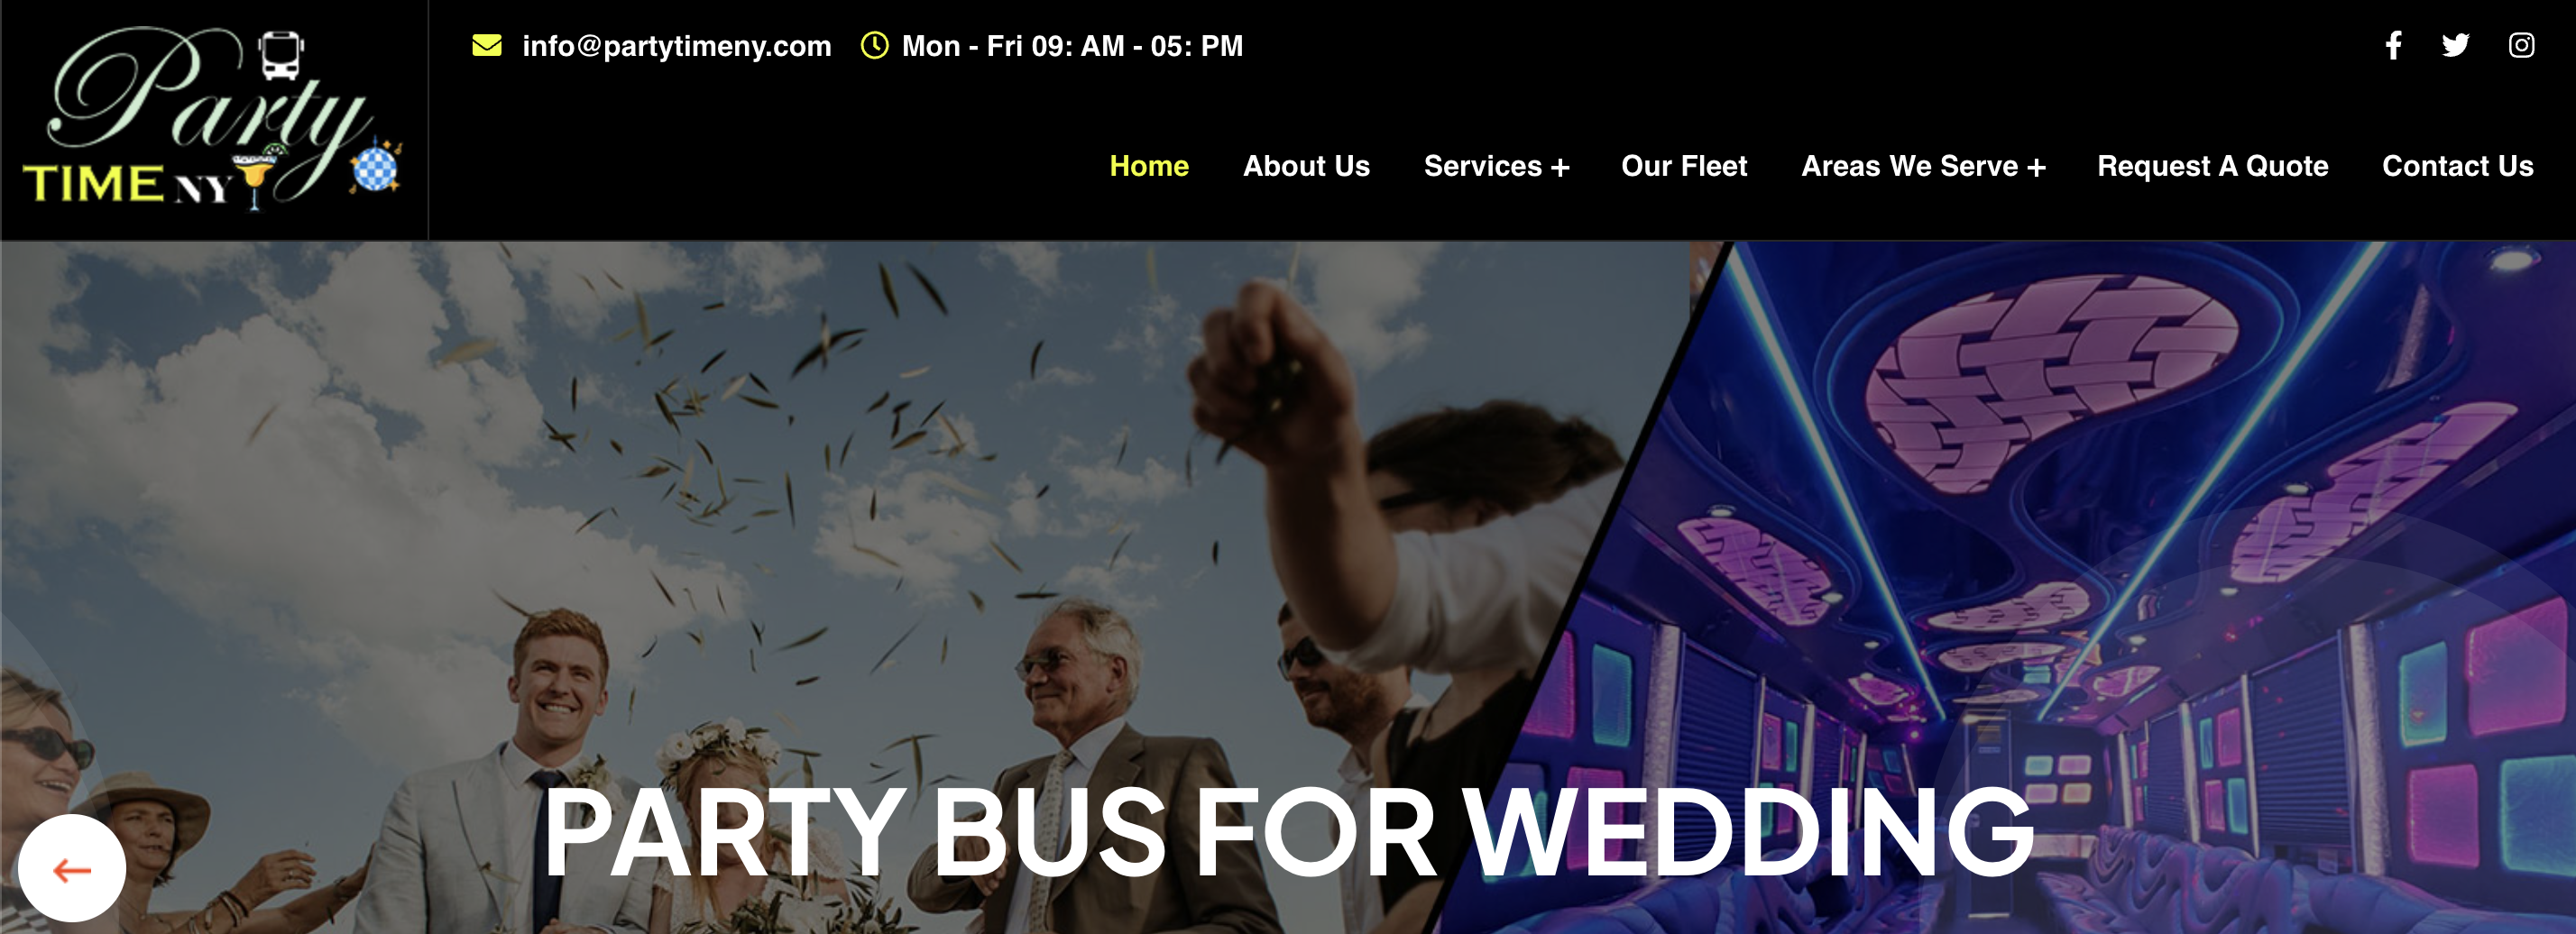 Party
TIME NY
info@partytimeny.com Mon - Fri 09: AM - 05: PM
Home About Us Services + Our Fleet Areas We Serve + Request A Quote Contact Us
PARTY BUS FOR WEDDING